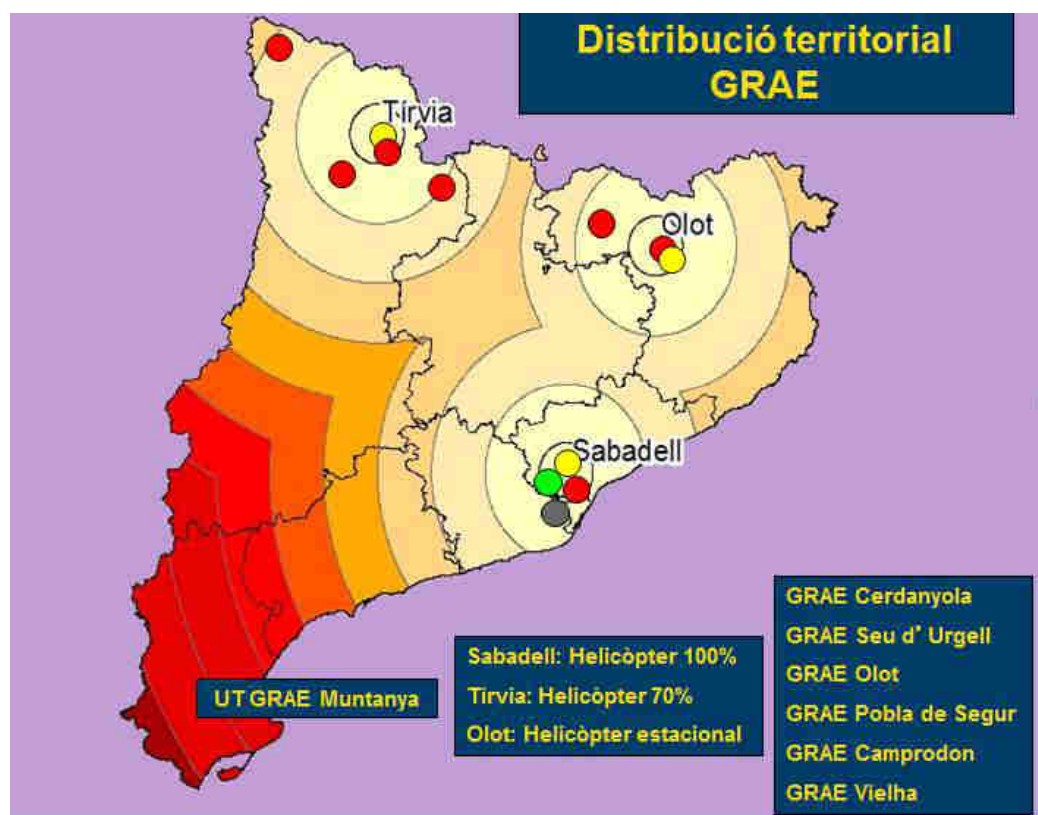 Distribució territorial
GRAE
Tírvia
Olot
Sabadell
GRAE Cerdanyola
GRAE Seu d' Urgell
GRAE Olot
GRAE Pobla de Segur
GRAE Camprodon
GRAE Vielha
Sabadell: Helicòpter 100%
Tírvia: Helicòpter 70%
Olot: Helicòpter estacional
UT GRAE Muntanya